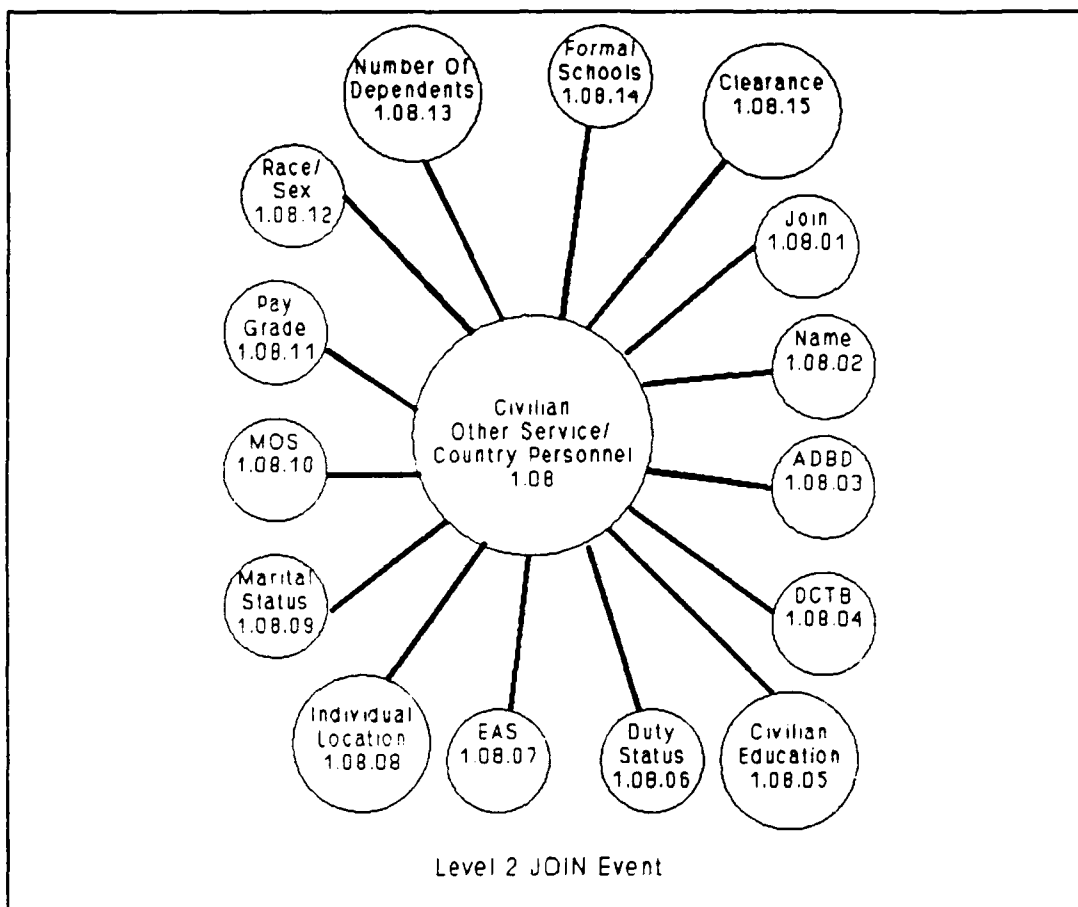 Number Of
Dependents
1.08.13
Formal
Schools
1.08.14
Clearance
1.08.15
Race/
Sex
1.08.12
Join
1.08.01
Pay
Grade
1.08.11
Name
1.08.02
Civilian
Other Service/
Country Personnel
1.08
MOS
1.08.10
ADBD
1.08.03
Marital
Status
1.08.09
DCTB
1.08.04
Individual
Location
1.08.08
EAS
1.08.07
Duty
Status
1.08.06
Civilian
Education
1.08.05
Level 2 JOIN Event